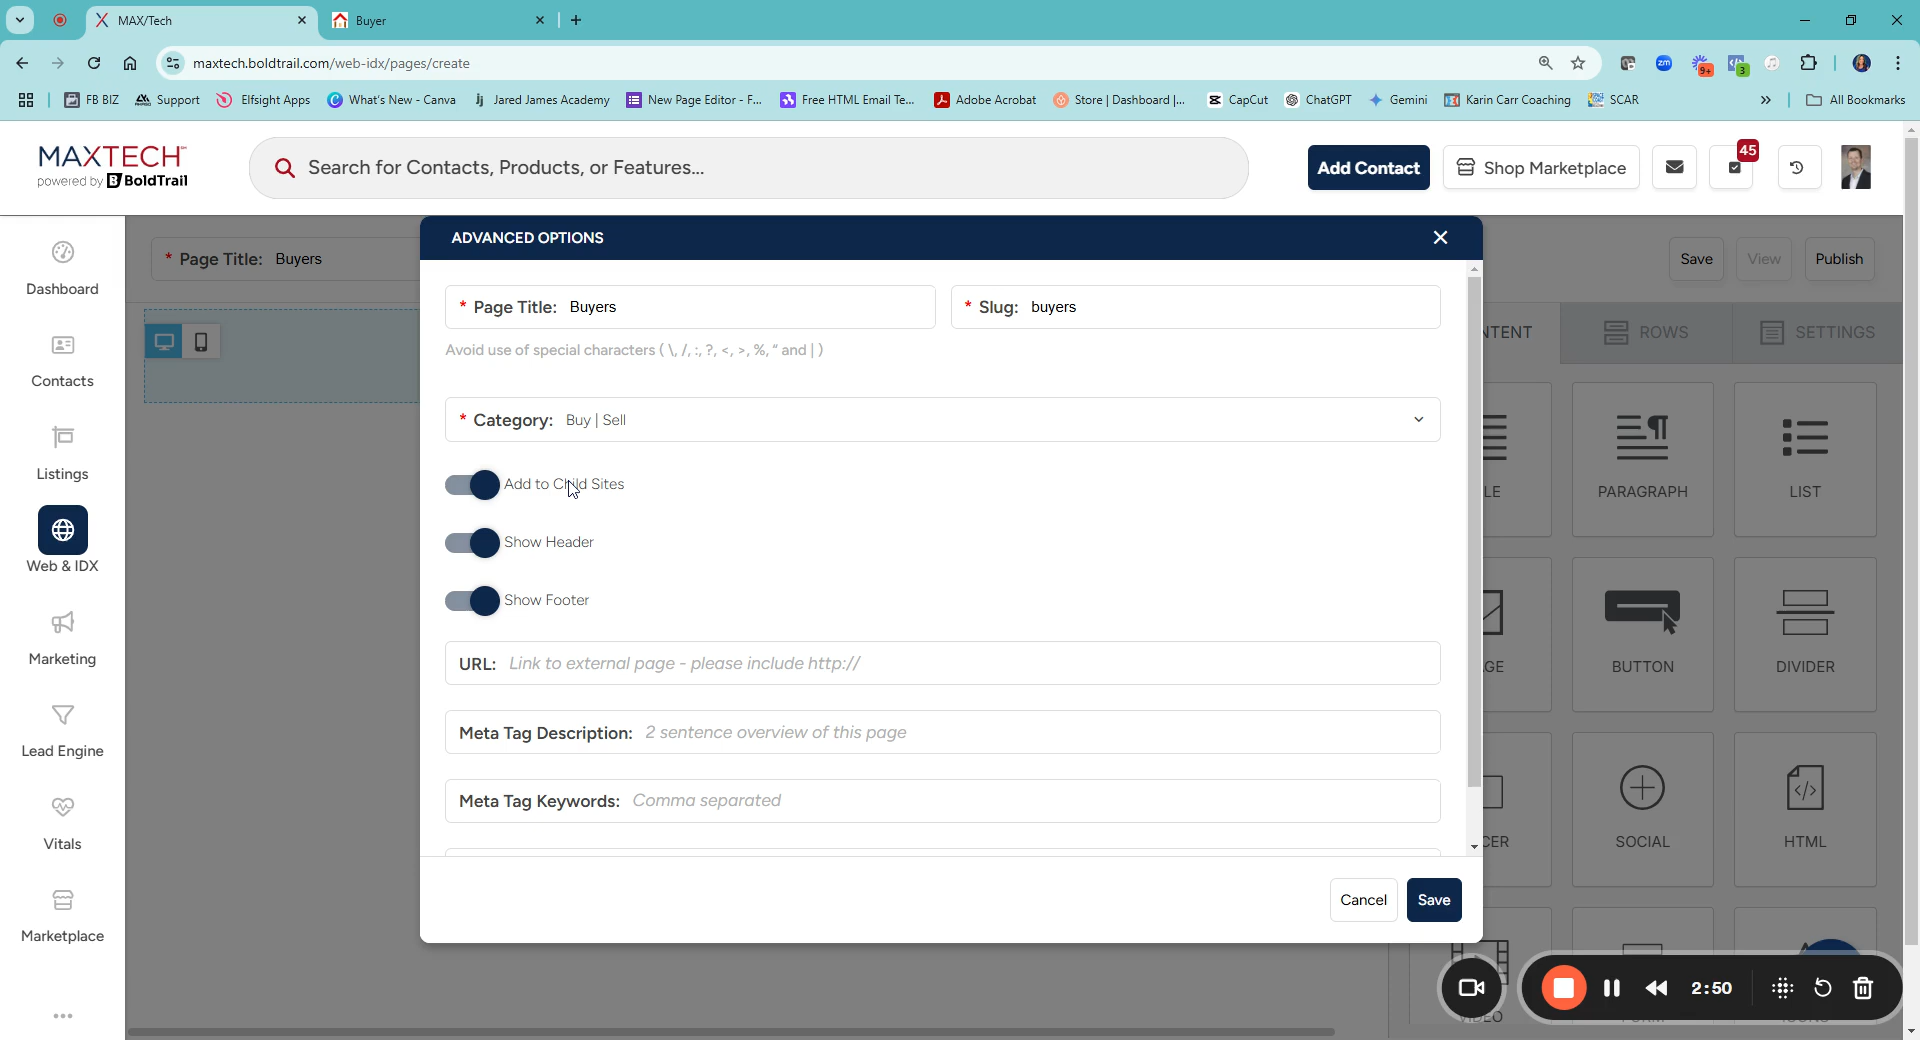 MAX/Tech
Buyer
maxtech.boldtrail.com/web-idx/pages/create
9+
3
FB BIZ
Support
Elfsight Apps
What's New - Canva
Jared James Academy
New Page Editor - F...
Free HTML Email Te...
Adobe Acrobat
Store | Dashboard |...
CapCut
ChatGPT
Gemini
Karin Carr Coaching
SCAR
All Bookmarks
MAXTECH
powered by BoldTrail
Search for Contacts, Products, or Features...
Add Contact
Shop Marketplace
45
Dashboard
Contacts
Listings
Web & IDX
Marketing
Lead Engine
Vitals
Marketplace
* Page Title: Buyers
Save
View
Publish
ADVANCED OPTIONS
* Page Title: Buyers
* Slug: buyers
Avoid use of special characters ( \, /, :, ?, <, >, %, " and | )
* Category: Buy | Sell
Add to Child Sites
Show Header
Show Footer
URL: Link to external page - please include http://
Meta Tag Description: 2 sentence overview of this page
Meta Tag Keywords: Comma separated
Cancel
Save
NTENT
ROWS
SETTINGS
LE
PARAGRAPH
LIST
GE
BUTTON
DIVIDER
CER
SOCIAL
HTML
2:50